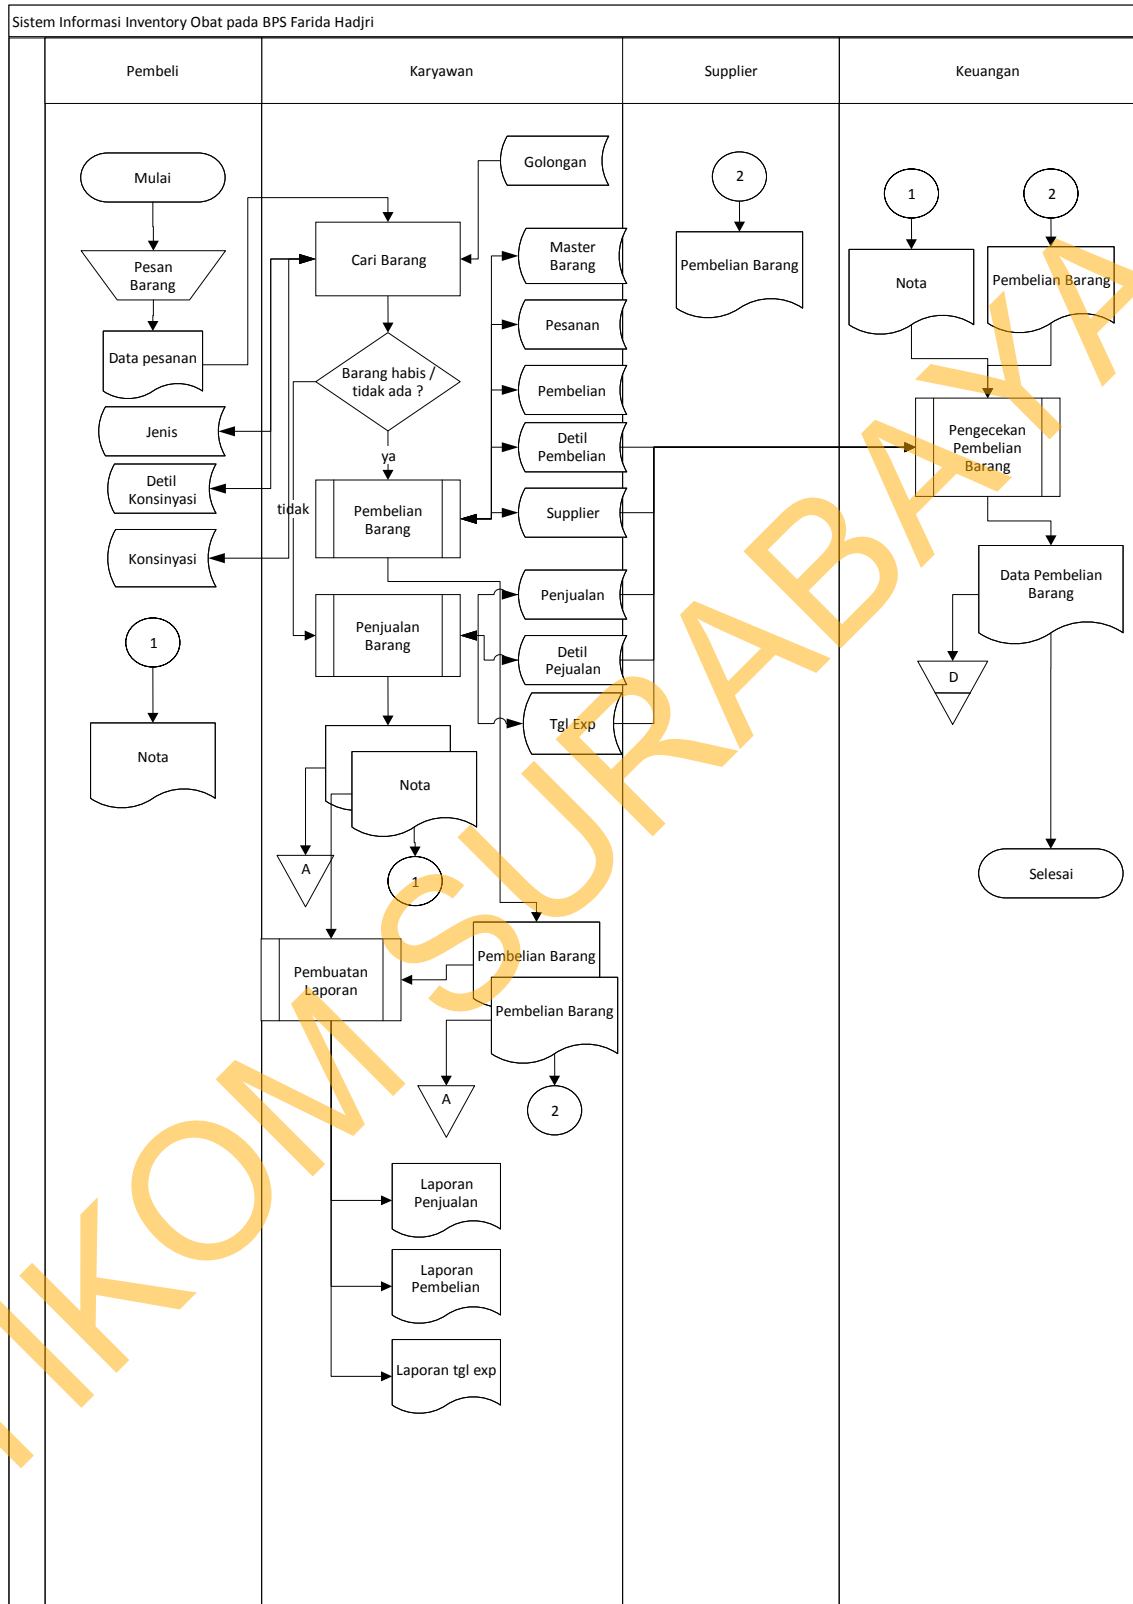 Sistem Informasi Inventory Obat pada BPS Farida Hadjri
Pembeli
Karyawan
Supplier
Keuangan
Mulai
Pesan
Barang
Data pesanan
Jenis
Detil
Konsinyasi
Konsinyasi
1
Nota
Golongan
Cari Barang
Master
Barang
Pesanan
Barang habis /
tidak ada ?
Pembelian
Detil
Pembelian
ya
tidak
Pembelian
Barang
Supplier
Penjualan
Penjualan
Barang
Detil
Pejualan
Tgl Exp
Nota
A
1
Pembelian Barang
Pembuatan
Laporan
Pembelian Barang
A
2
Laporan
Penjualan
Laporan
Pembelian
Laporan tgl exp
2
Pembelian Barang
1
2
Nota
Pembelian Barang
Pengecekan
Pembelian
Barang
Data Pembelian
Barang
D
Selesai
IKOM SURABAYA